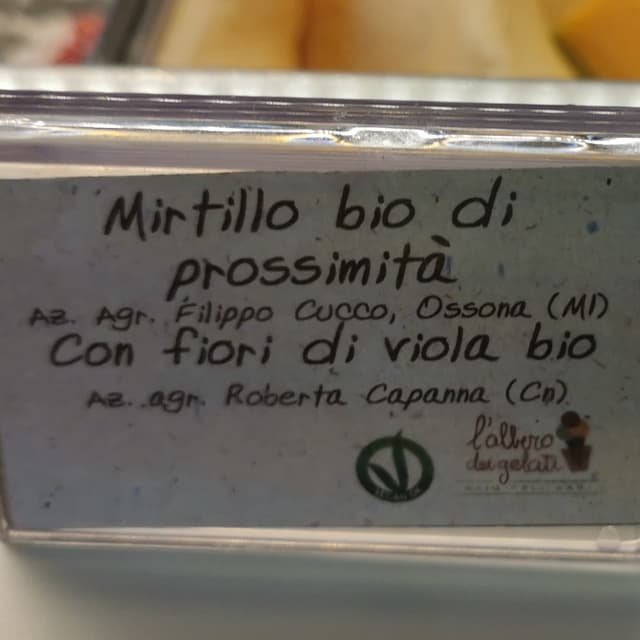 Mirtillo bio di
prossimità
Az. Agr. Filippo Cucco, Ossona (MI)
Con fiori di viola bio
Az. agr. Roberta Capanna (Cn)
l'albero
dei gelati